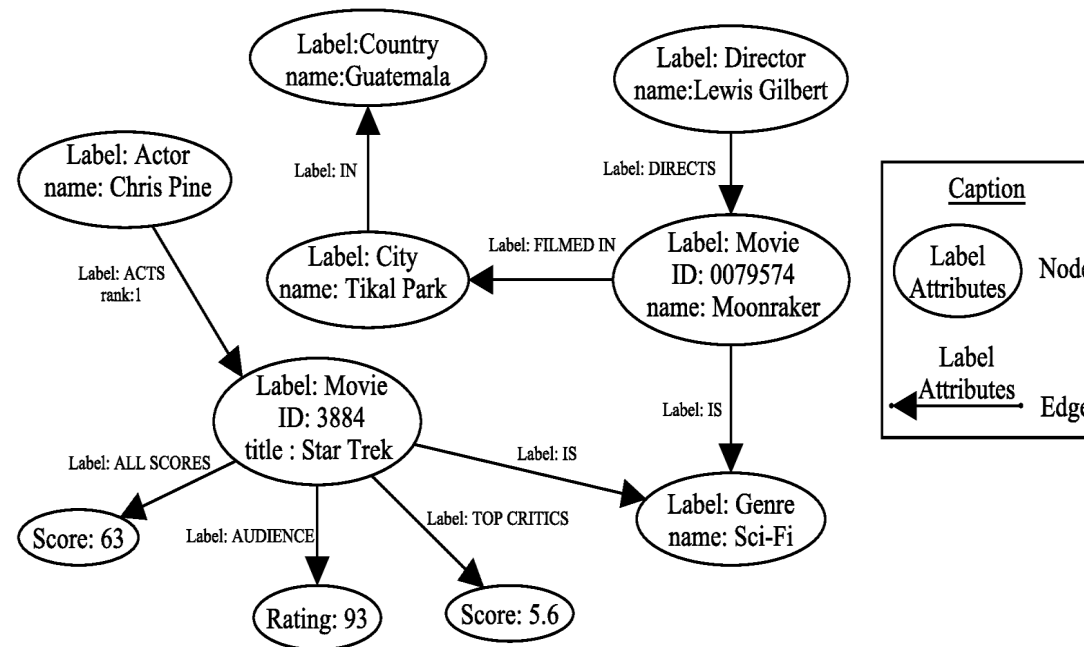 Label:Country
name:Guatemala
Label: Director
name:Lewis Gilbert
Label: Actor
name: Chris Pine
Label: IN
Label: DIRECTS
Caption
Label: ACTS
rank:1
Label: City
name: Tikal Park
Label: FILMED IN
Label: Movie
ID: 0079574
name: Moonraker
Label
Attributes
Node
Label: Movie
ID: 3884
title : Star Trek
Label: IS
Label
Attributes
Edge
Label: ALL SCORES
Label: IS
Label: AUDIENCE
Label: TOP CRITICS
Label: Genre
name: Sci-Fi
Score: 63
Rating: 93
Score: 5.6